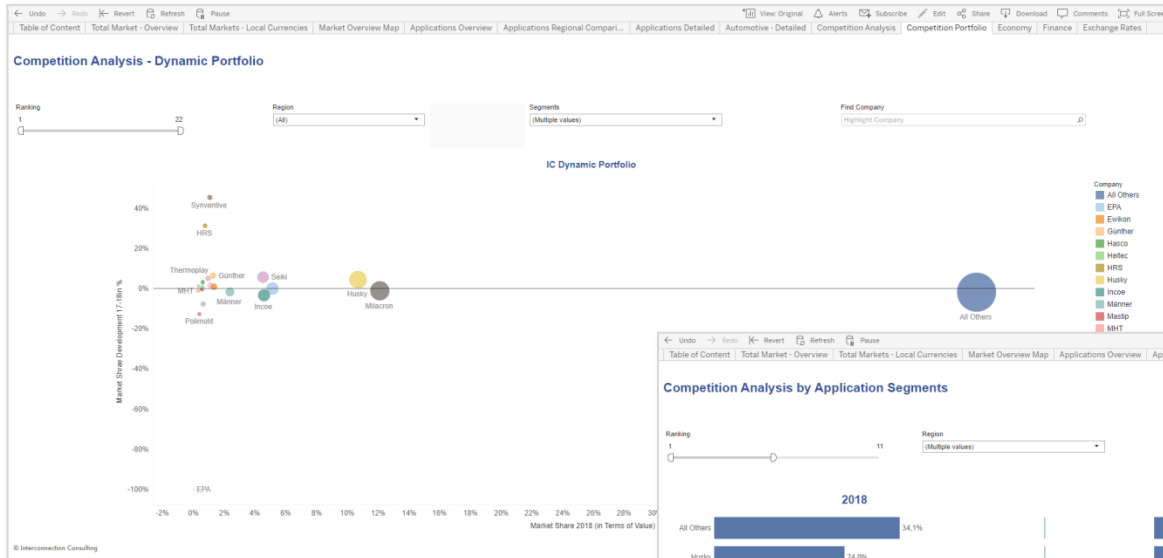 Undo Redo Revert Refresh Pause View: Original Alerts Subscribe Edit Share Download Comments Full Scree
Table of Content Total Market - Overview Total Markets - Local Currencies Market Overview Map Applications Overview Applications Regional Compari... Applications Detailed Automotive - Detailed Competition Analysis Competition Portfolio Economy Finance Exchange Rates
Competition Analysis - Dynamic Portfolio
Ranking Region Segments Find Company
1 22 (All) (Multiple values) Highlight Company
IC Dynamic Portfolio
Company
All Others
EPA
Ewikon
Günther
Hasco
Heitec
HRS
Husky
Incoe
Männer
Mastip
MHT
Market Shrae Development 17-18in %
40%
20%
0%
-20%
-40%
-60%
-80%
-100%
Synventive
HRS
Thermoplay
Günther
Seiki
MHT
Männer
Incoe
Husky
Milacron
Polimold
All Others
EPA
-2% 0% 2% 4% 6% 8% 10% 12% 14% 16% 18% 20% 22% 24% 26% 28% 30%
Market Share 2018 (in Terms of Value)
© Interconnection Consulting
Undo Redo Revert Refresh Pause
Table of Content Total Market - Overview Total Markets - Local Currencies Market Overview Map Applications Overview Ap
Competition Analysis by Application Segments
Ranking Region
1 11 (Multiple values)
2018
All Others 34,1%
Husky 24,0%